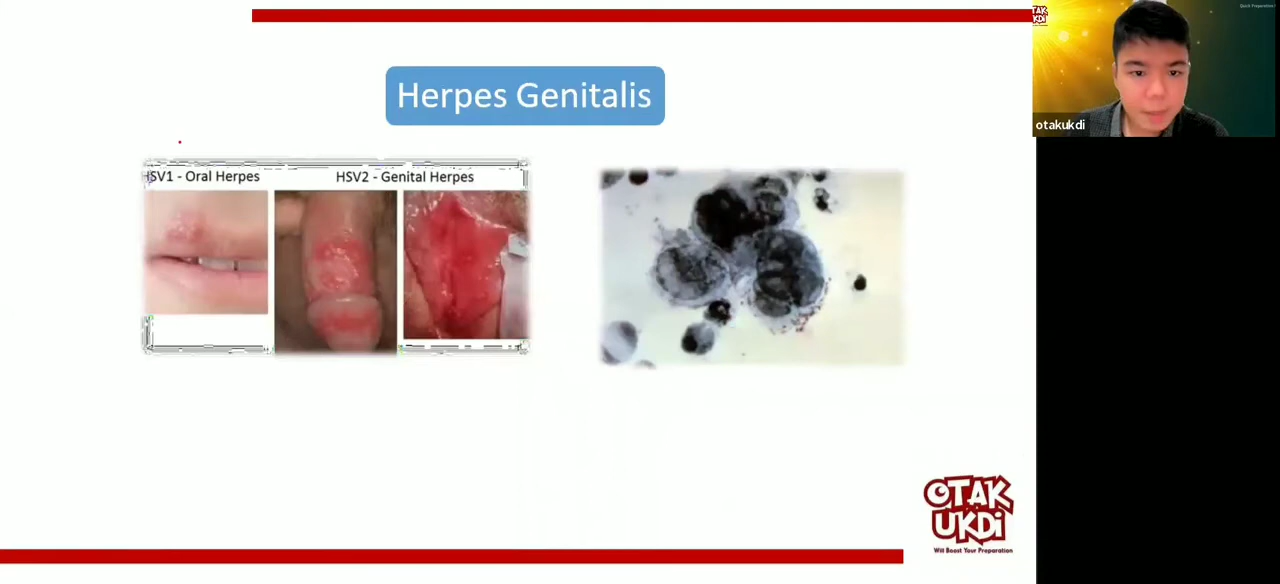 Herpes Genitalis
HSV1 - Oral Herpes
HSV2 - Genital Herpes
OTAK
UKDi
Will Boost Your Preparation
otakukdi